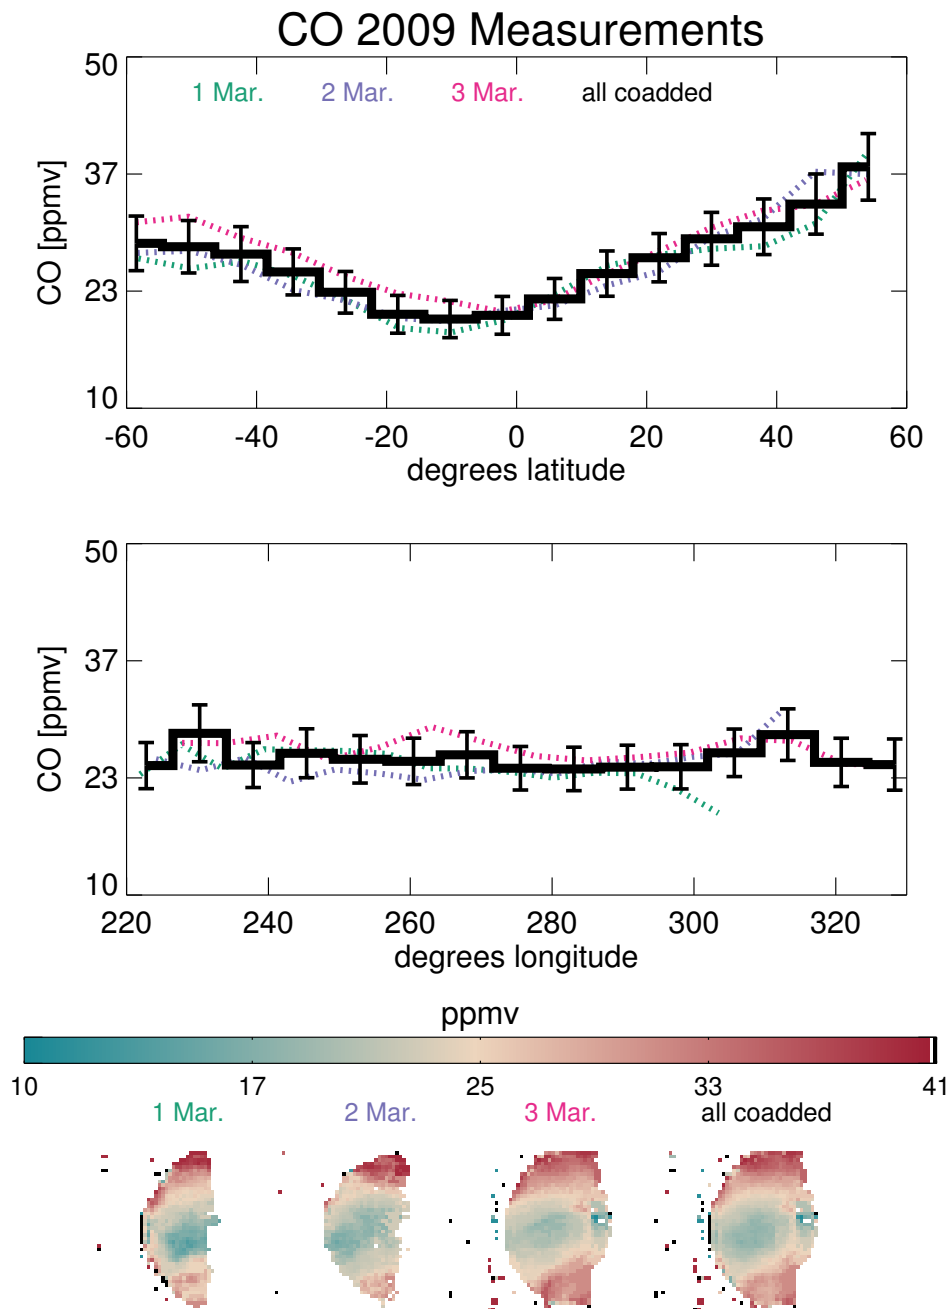 CO 2009 Measurements
50
1 Mar. 2 Mar. 3 Mar. all coadded
37
CO [ppmv]
23
10
-60 -40 -20 0 20 40 60
degrees latitude
50
37
CO [ppmv]
23
10
220 240 260 280 300 320
degrees longitude
ppmv
10 17 25 33 41
1 Mar. 2 Mar. 3 Mar. all coadded